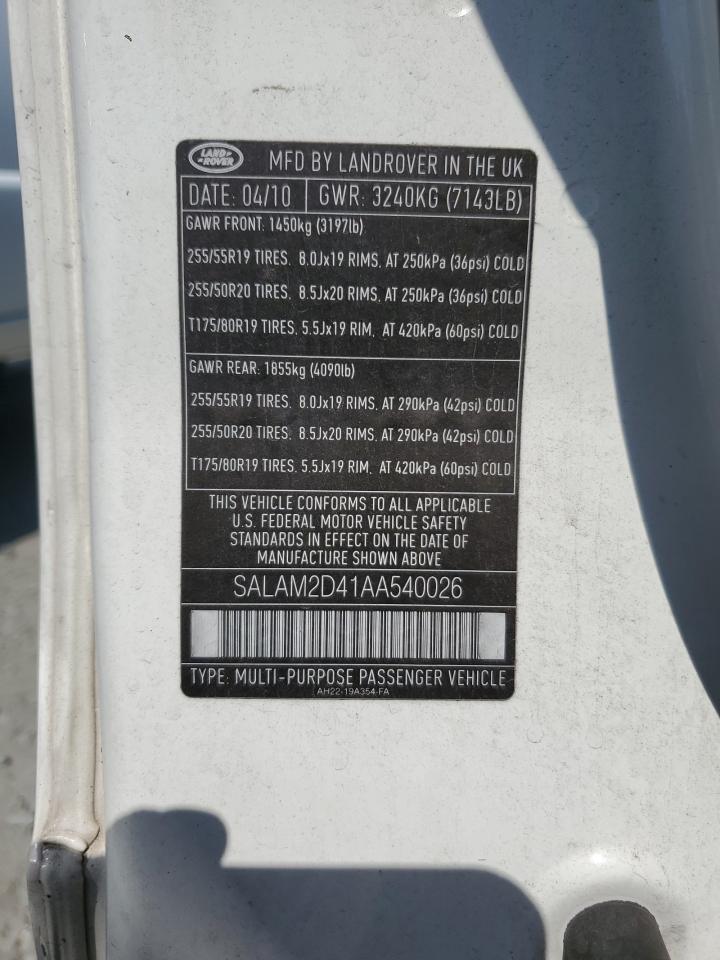 LAND ROVER
MFD BY LANDROVER IN THE UK
DATE: 04/10 GWR: 3240KG (7143LB)
GAWR FRONT: 1450kg (3197lb)
255/55R19 TIRES, 8.0Jx19 RIMS, AT 250kPa (36psi) COLD
255/50R20 TIRES, 8.5Jx20 RIMS, AT 250kPa (36psi) COLD
T175/80R19 TIRES, 5.5Jx19 RIM, AT 420kPa (60psi) COLD
GAWR REAR: 1855kg (4090lb)
255/55R19 TIRES, 8.0Jx19 RIMS, AT 290kPa (42psi) COLD
255/50R20 TIRES, 8.5Jx20 RIMS, AT 290kPa (42psi) COLD
T175/80R19 TIRES, 5.5Jx19 RIM, AT 420kPa (60psi) COLD
THIS VEHICLE CONFORMS TO ALL APPLICABLE
U.S. FEDERAL MOTOR VEHICLE SAFETY
STANDARDS IN EFFECT ON THE DATE OF
MANUFACTURE SHOWN ABOVE
SALAM2D41AA540026
TYPE: MULTI-PURPOSE PASSENGER VEHICLE
AH22-19A354-FA